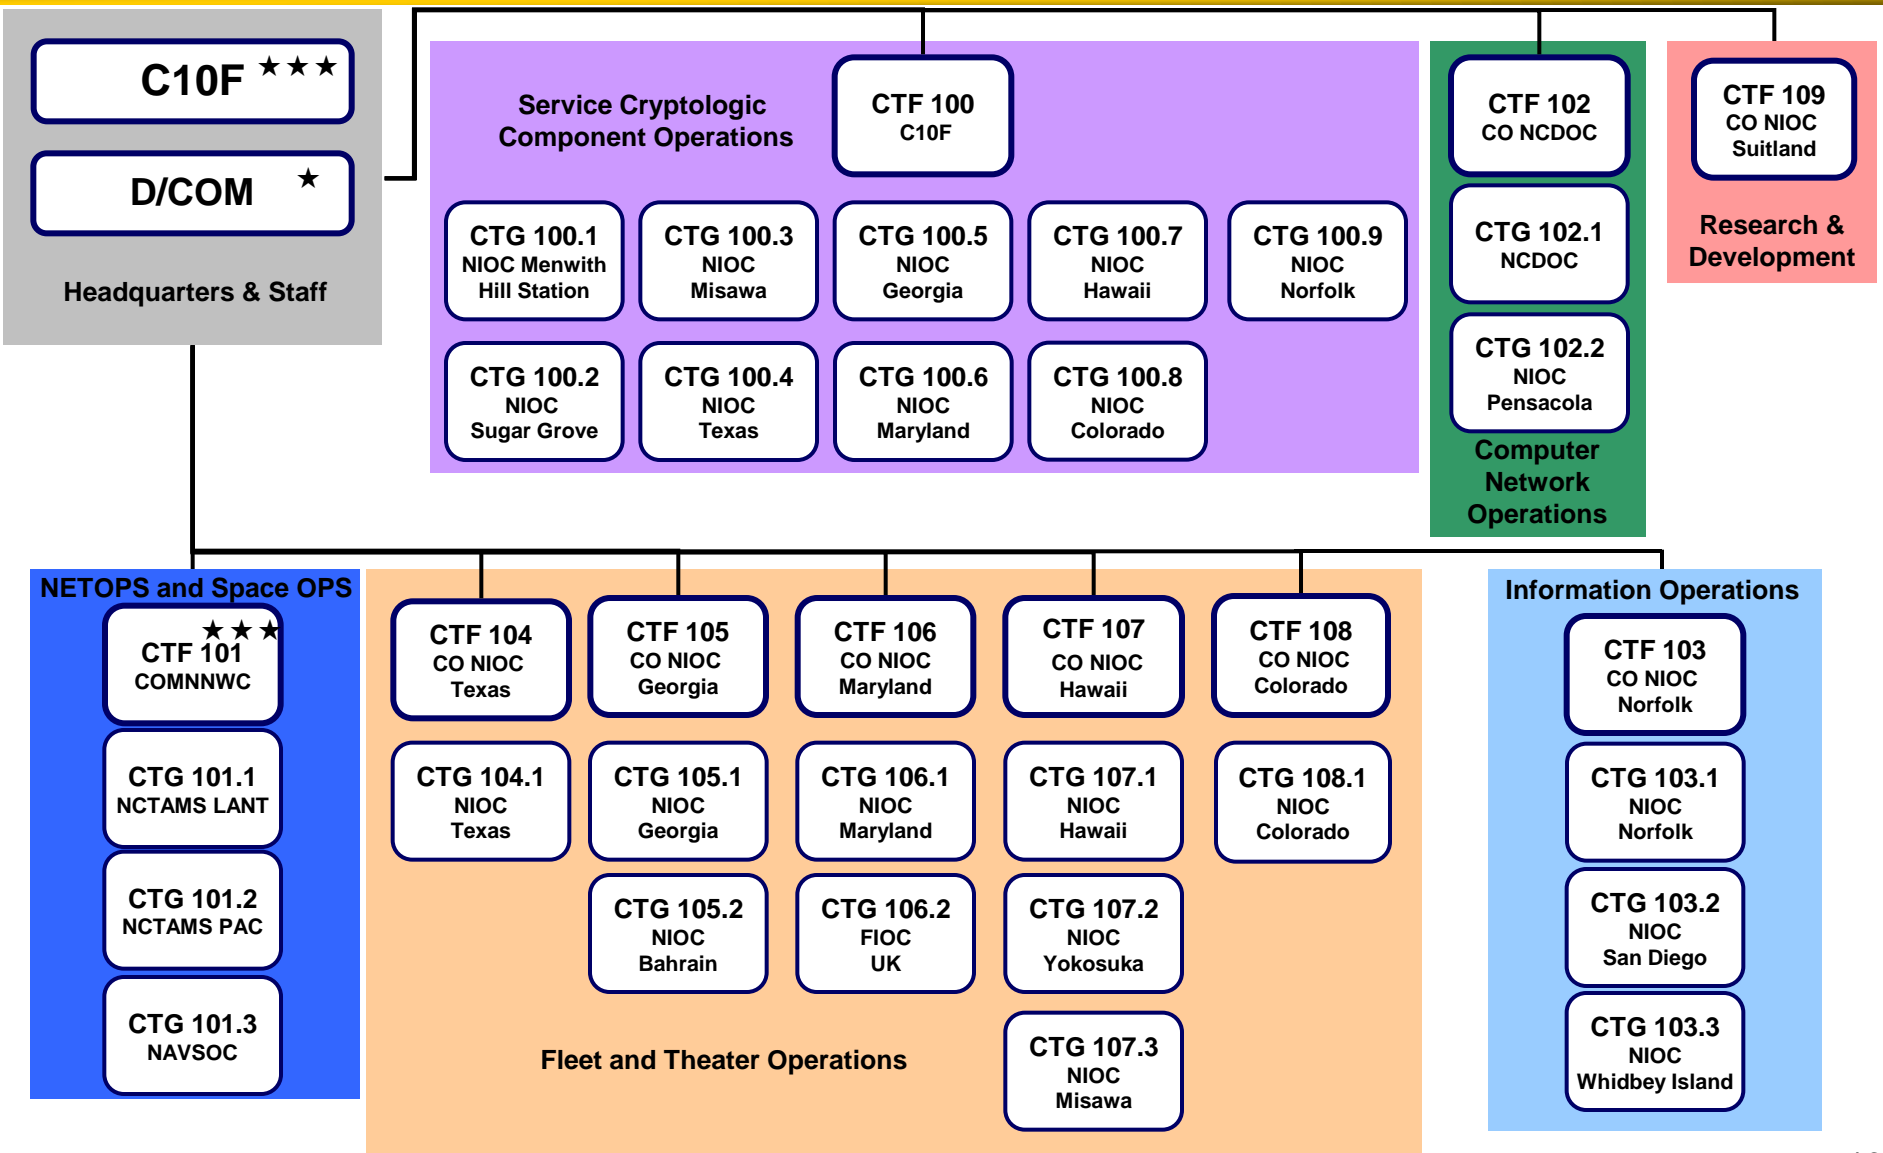 C10F ★★★
D/COM ★
Headquarters & Staff
Service Cryptologic
Component Operations
CTF 100
C10F
CTG 100.1
NIOC Menwith
Hill Station
CTG 100.3
NIOC
Misawa
CTG 100.5
NIOC
Georgia
CTG 100.7
NIOC
Hawaii
CTG 100.9
NIOC
Norfolk
CTG 100.2
NIOC
Sugar Grove
CTG 100.4
NIOC
Texas
CTG 100.6
NIOC
Maryland
CTG 100.8
NIOC
Colorado
CTF 102
CO NCDOC
CTG 102.1
NCDOC
CTG 102.2
NIOC
Pensacola
Computer
Network
Operations
CTF 109
CO NIOC
Suitland
Research &
Development
NETOPS and Space OPS
★★★
CTF 101
COMNNWC
CTG 101.1
NCTAMS LANT
CTG 101.2
NCTAMS PAC
CTG 101.3
NAVSOC
CTF 104
CO NIOC
Texas
CTG 104.1
NIOC
Texas
CTF 105
CO NIOC
Georgia
CTG 105.1
NIOC
Georgia
CTG 105.2
NIOC
Bahrain
CTF 106
CO NIOC
Maryland
CTG 106.1
NIOC
Maryland
CTG 106.2
FIOC
UK
CTF 107
CO NIOC
Hawaii
CTG 107.1
NIOC
Hawaii
CTG 107.2
NIOC
Yokosuka
CTG 107.3
NIOC
Misawa
CTF 108
CO NIOC
Colorado
CTG 108.1
NIOC
Colorado
Fleet and Theater Operations
Information Operations
CTF 103
CO NIOC
Norfolk
CTG 103.1
NIOC
Norfolk
CTG 103.2
NIOC
San Diego
CTG 103.3
NIOC
Whidbey Island